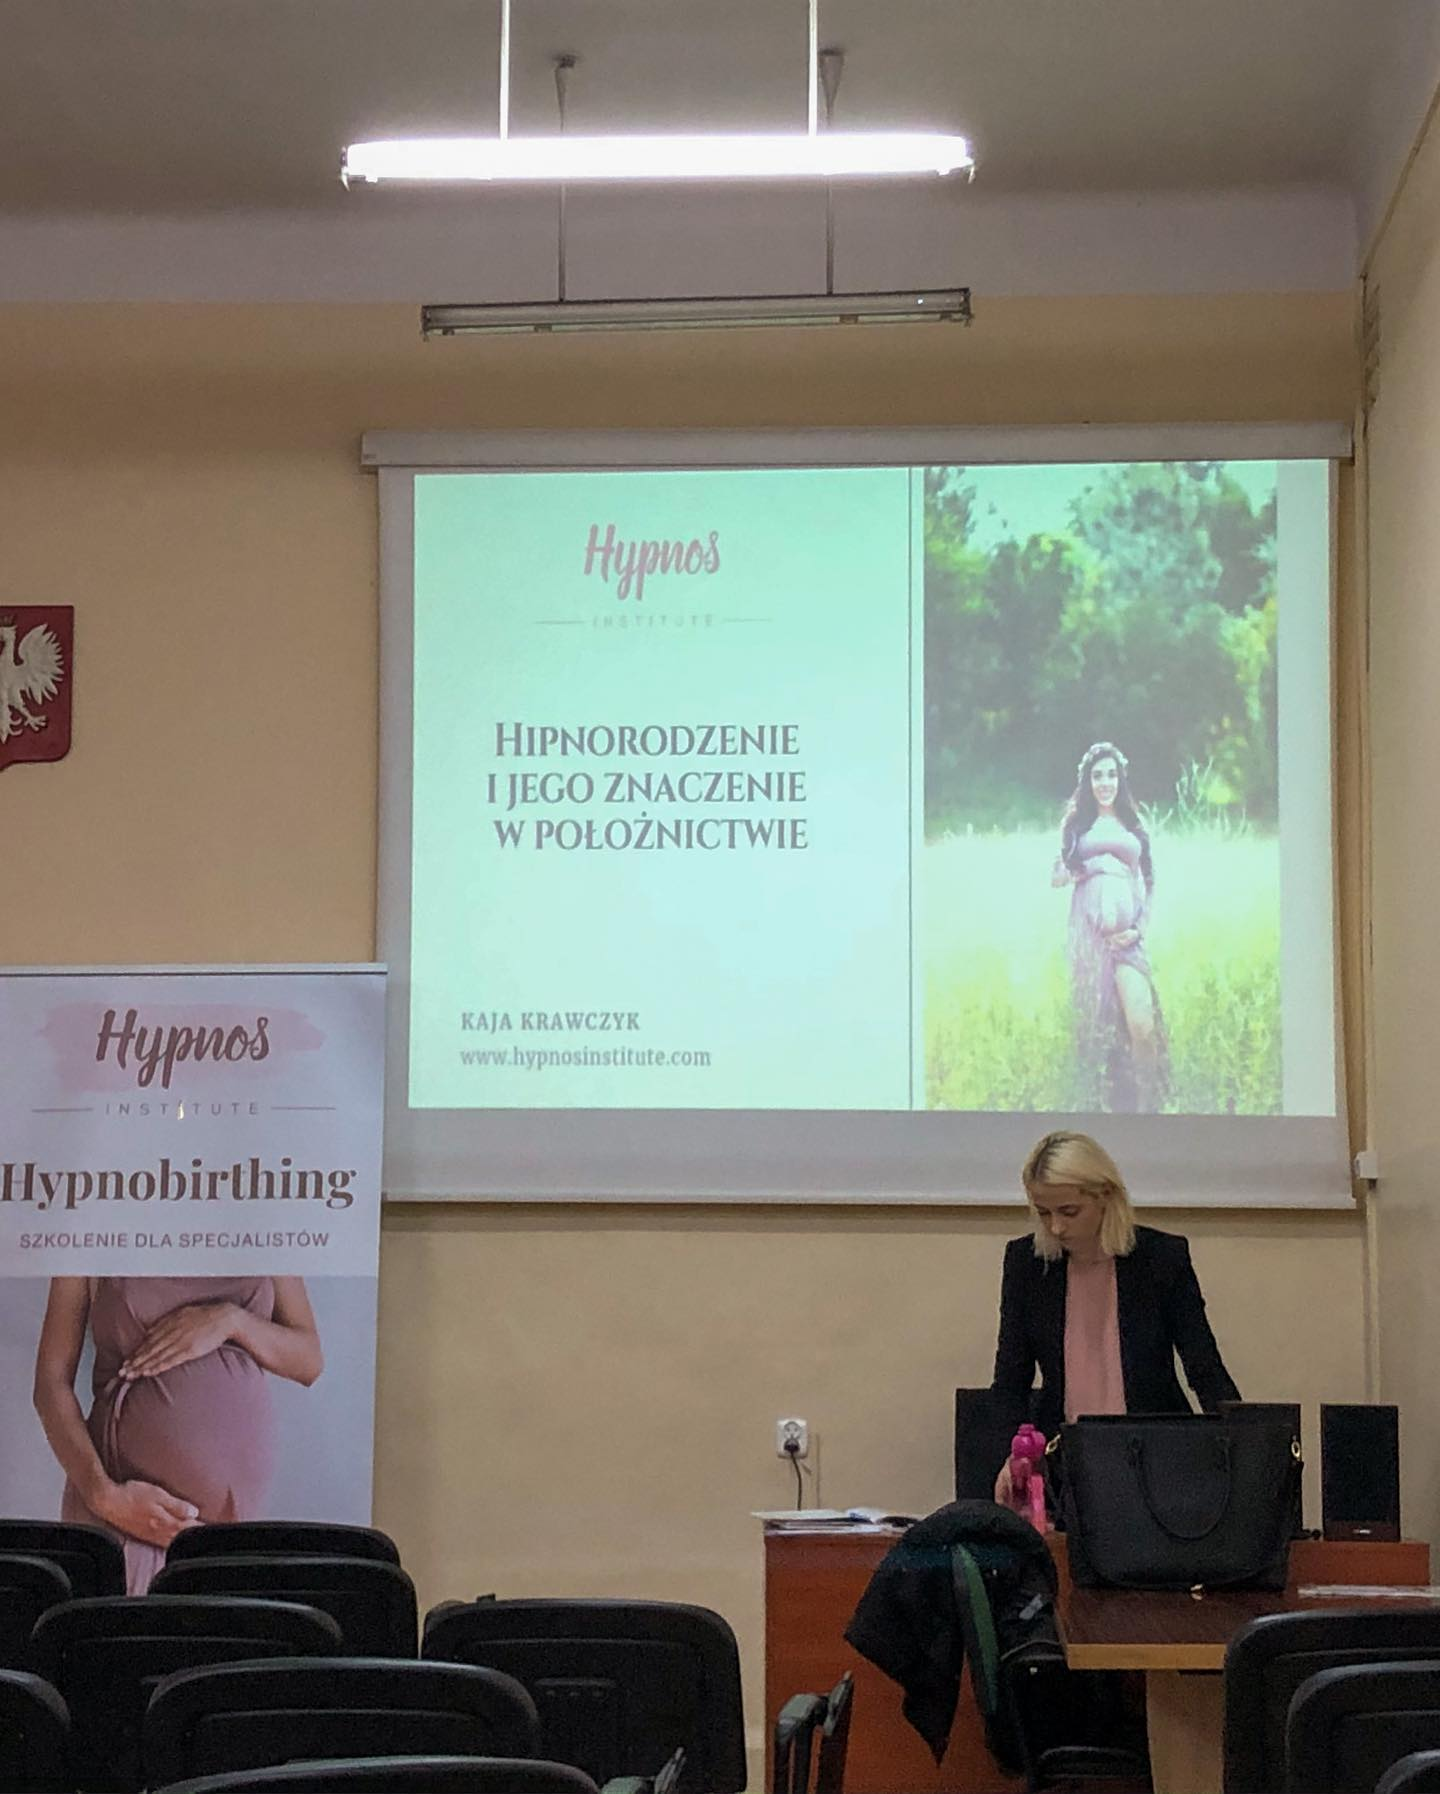 Hypnos
INSTITUTE
HIPNORODZENIE
I JEGO ZNACZENIE
W POŁOŻNICTWIE
KAJA KRAWCZYK
www.hypnosinstitute.com
Hypnos
INSTITUTE
Hypnobirthing
SZKOLENIE DLA SPECJALISTÓW